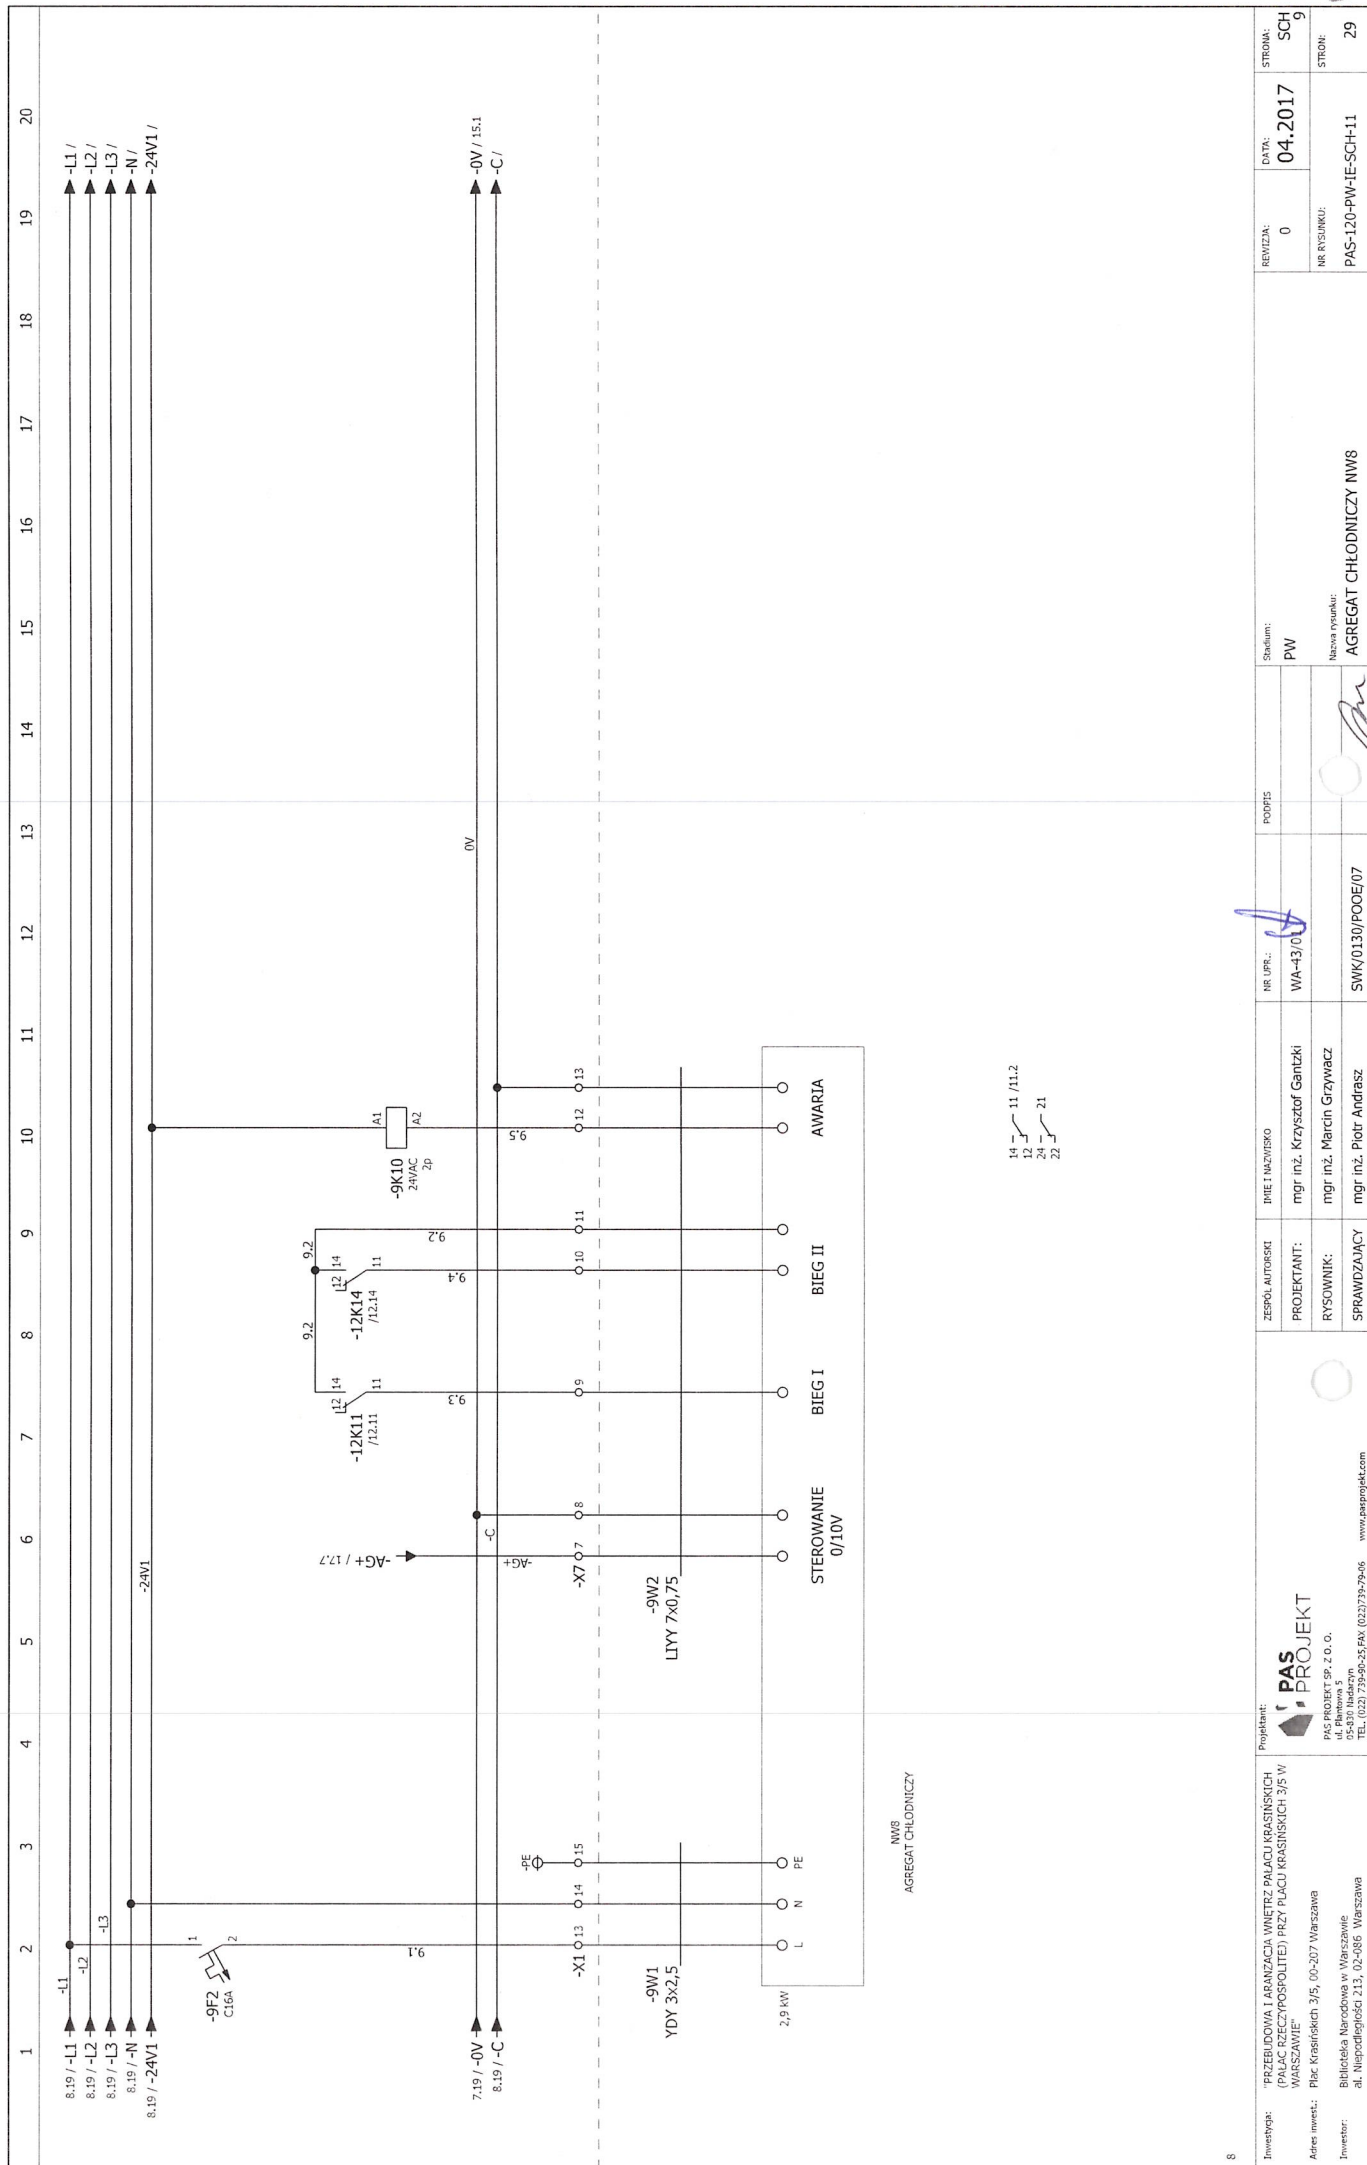 1 2 3 4 5 6 7 8 9 10 11 12 13 14 15 16 17 18 19 20
8.19 / -L1
-L1
-L1 /
8.19 / -L2
-L2
-L2 /
8.19 / -L3
-L3
-L3 /
8.19 / -N
-N /
8.19 / -24V1
-24V1
-24V1 /
-9F2
C16A
1
2
9.1
-12K11
/12.11
12 14
11
9.2
9.3
-12K14
/12.14
12 14
11
9.2
9.4
9.2
-9K10
24VAC
2p
A1
A2
9.5
-AG+ / 17.7
-AG+
7.19 / -0V
0V
-0V / 15.1
8.19 / -C
-C
-C /
-PE
-X1 13 14 15
-X7 7 8 9 10 11 12 13
-9W1
YDY 3x2,5
-9W2
LIYY 7x0,75
2,9 kW
L N PE
STEROWANIE
0/10V
BIEG I
BIEG II
AWARIA
NW8
AGREGAT CHŁODNICZY
14
12
11 /11.2
24
22
21
8
Inwestycja:
"PRZEBUDOWA I ARANŻACJA WNĘTRZ PAŁACU KRASIŃSKICH
(PAŁAC RZECZYPOSPOLITEJ) PRZY PLACU KRASIŃSKICH 3/5 W
WARSZAWIE"
Adres inwest.:
Plac Krasińskich 3/5, 00-207 Warszawa
Inwestor:
Biblioteka Narodowa w Warszawie
al. Niepodległości 213, 02-086 Warszawa
Projektant:
PAS
PROJEKT
PAS PROJEKT SP. Z O. O.
ul. Plantowa 5
05-830 Nadarzyn
TEL. (022) 739-90-25,FAX (022)739-79-06 www.pasprojekt.com
ZESPÓŁ AUTORSKI IMIĘ I NAZWISKO NR UPR.: PODPIS
PROJEKTANT: mgr inż. Krzysztof Gantzki WA-43/01
RYSOWNIK: mgr inż. Marcin Grzywacz
SPRAWDZAJĄCY mgr inż. Piotr Andrasz SWK/0130/POOE/07
Stadium:
PW
Nazwa rysunku:
AGREGAT CHŁODNICZY NW8
REWIZJA:
0
DATA:
04.2017
STRONA:
SCH
9
NR RYSUNKU:
PAS-120-PW-IE-SCH-11
STRON:
29